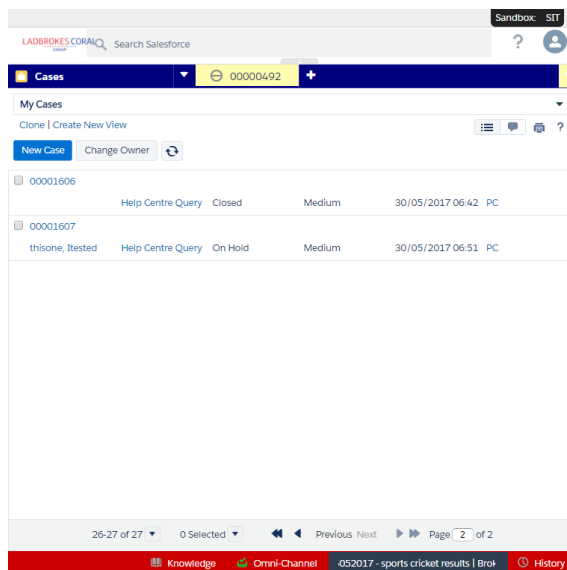 Sandbox: SIT
LADBROKES CORAL
GROUP
Search Salesforce
?
Cases
00000492
My Cases
Clone | Create New View
?
New Case
Change Owner
00001606
Help Centre Query Closed Medium 30/05/2017 06:42 PC
00001607
thisone, Itested Help Centre Query On Hold Medium 30/05/2017 06:51 PC
26-27 of 27 0 Selected Previous Next Page 2 of 2
Knowledge Omni-Channel 052017 - sports cricket results | Brok History